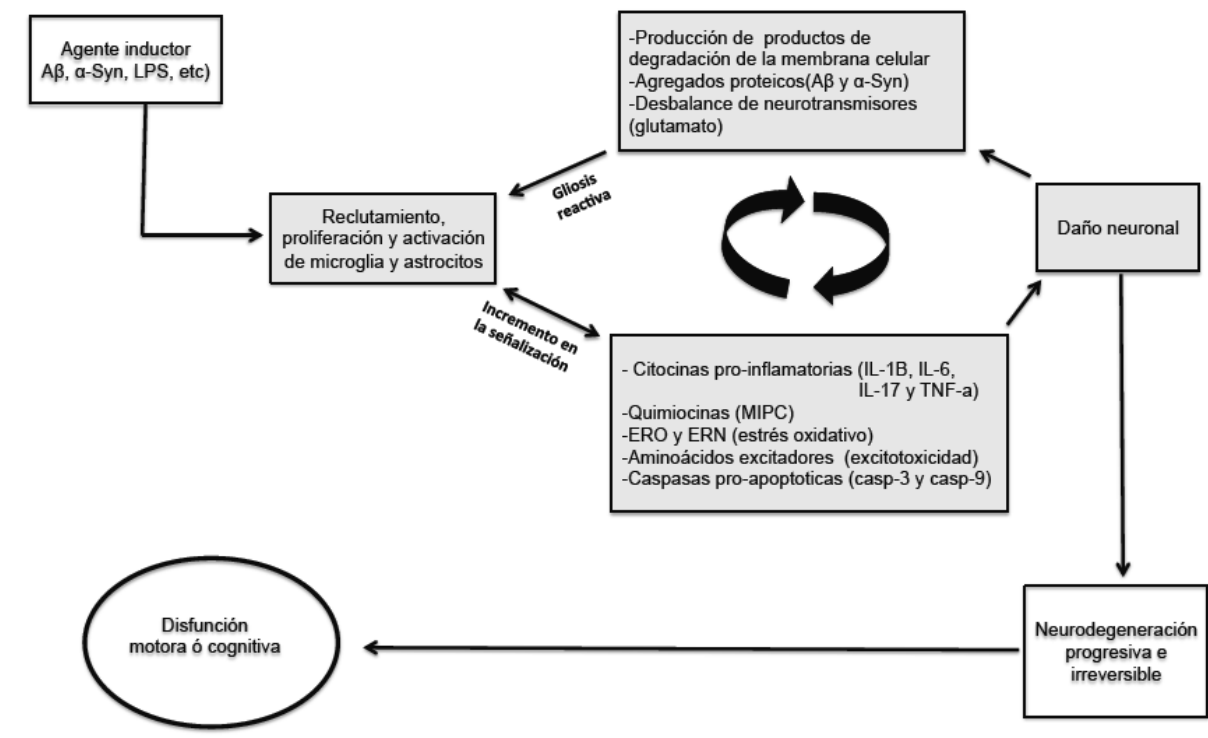 Agente inductor
Aβ, α-Syn, LPS, etc)
-Producción de productos de
degradación de la membrana celular
-Agregados proteicos(Aβ y α-Syn)
-Desbalance de neurotransmisores
(glutamato)
Gliosis
reactiva
Reclutamiento,
proliferación y activación
de microglia y astrocitos
Daño neuronal
Incremento en
la señalización
- Citocinas pro-inflamatorias (IL-1B, IL-6,
IL-17 y TNF-a)
-Quimiocinas (MIPC)
-ERO y ERN (estrés oxidativo)
-Aminoácidos excitadores (excitotoxicidad)
-Caspasas pro-apoptoticas (casp-3 y casp-9)
Disfunción
motora ó cognitiva
Neurodegeneración
progresiva e
irreversible